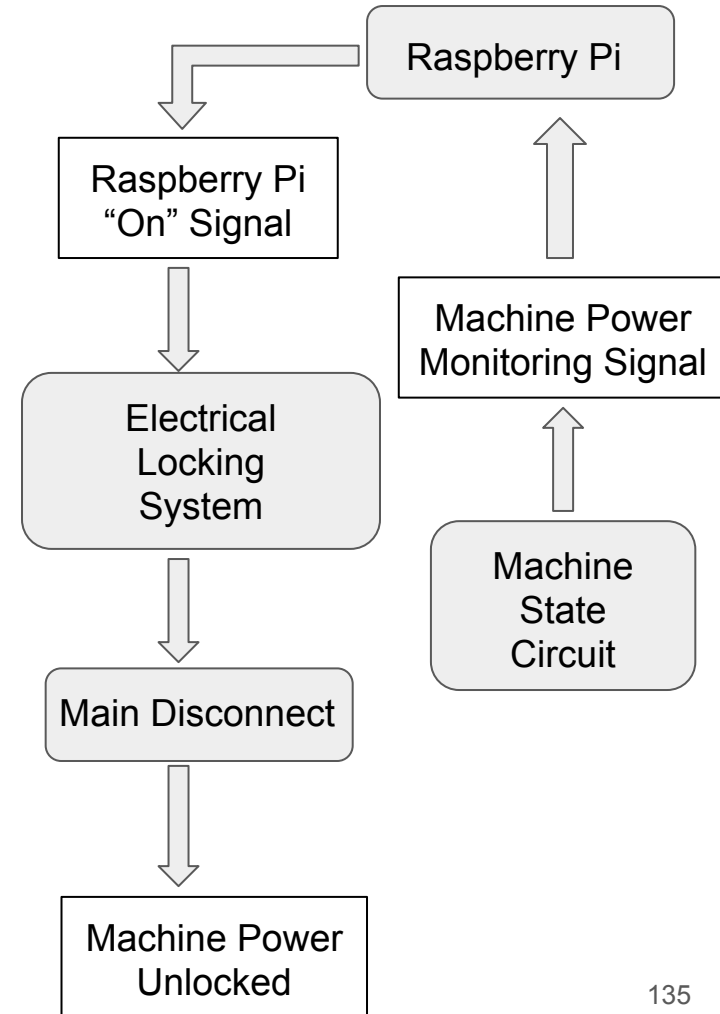 Raspberry Pi
Raspberry Pi
“On” Signal
Machine Power
Monitoring Signal
Electrical
Locking
System
Machine
State
Circuit
Main Disconnect
Machine Power
Unlocked
135